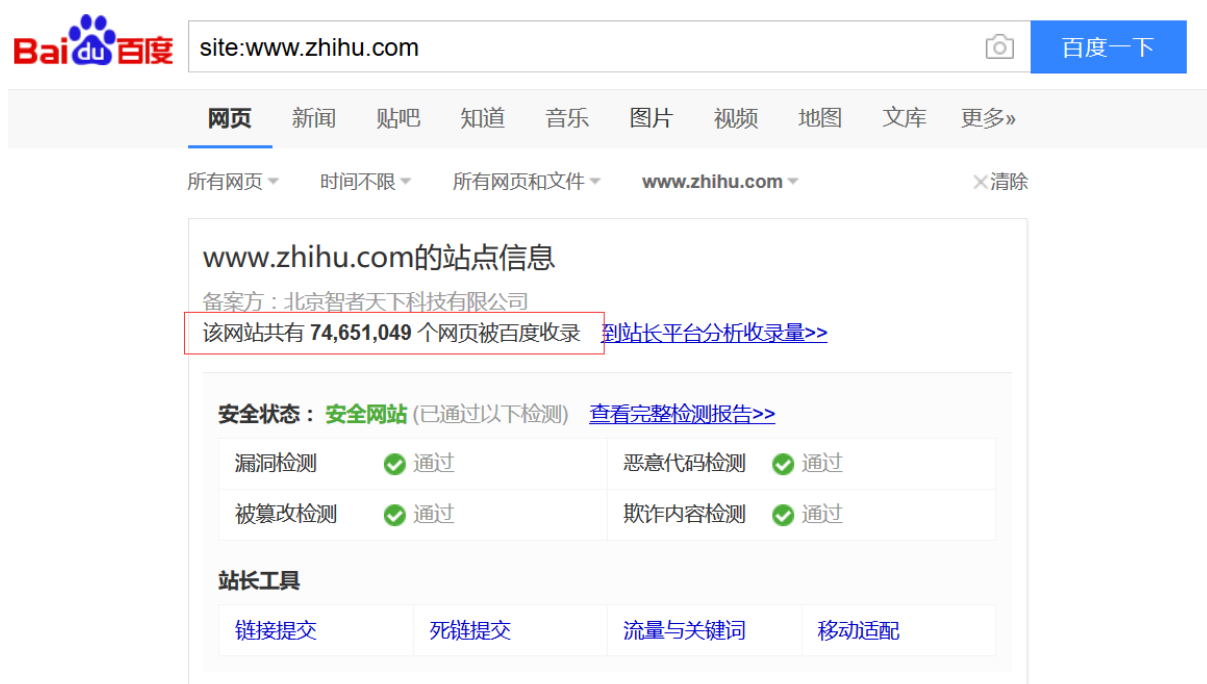 Bai du 百度 site:www.zhihu.com 百度一下
网页 新闻 贴吧 知道 音乐 图片 视频 地图 文库 更多»
所有网页 时间不限 所有网页和文件 www.zhihu.com ×清除
www.zhihu.com的站点信息
备案方：北京智者天下科技有限公司
该网站共有 74,651,049 个网页被百度收录 到站长平台分析收录量>>
安全状态： 安全网站 (已通过以下检测) 查看完整检测报告>>
漏洞检测 通过 恶意代码检测 通过
被篡改检测 通过 欺诈内容检测 通过
站长工具
链接提交 死链提交 流量与关键词 移动适配